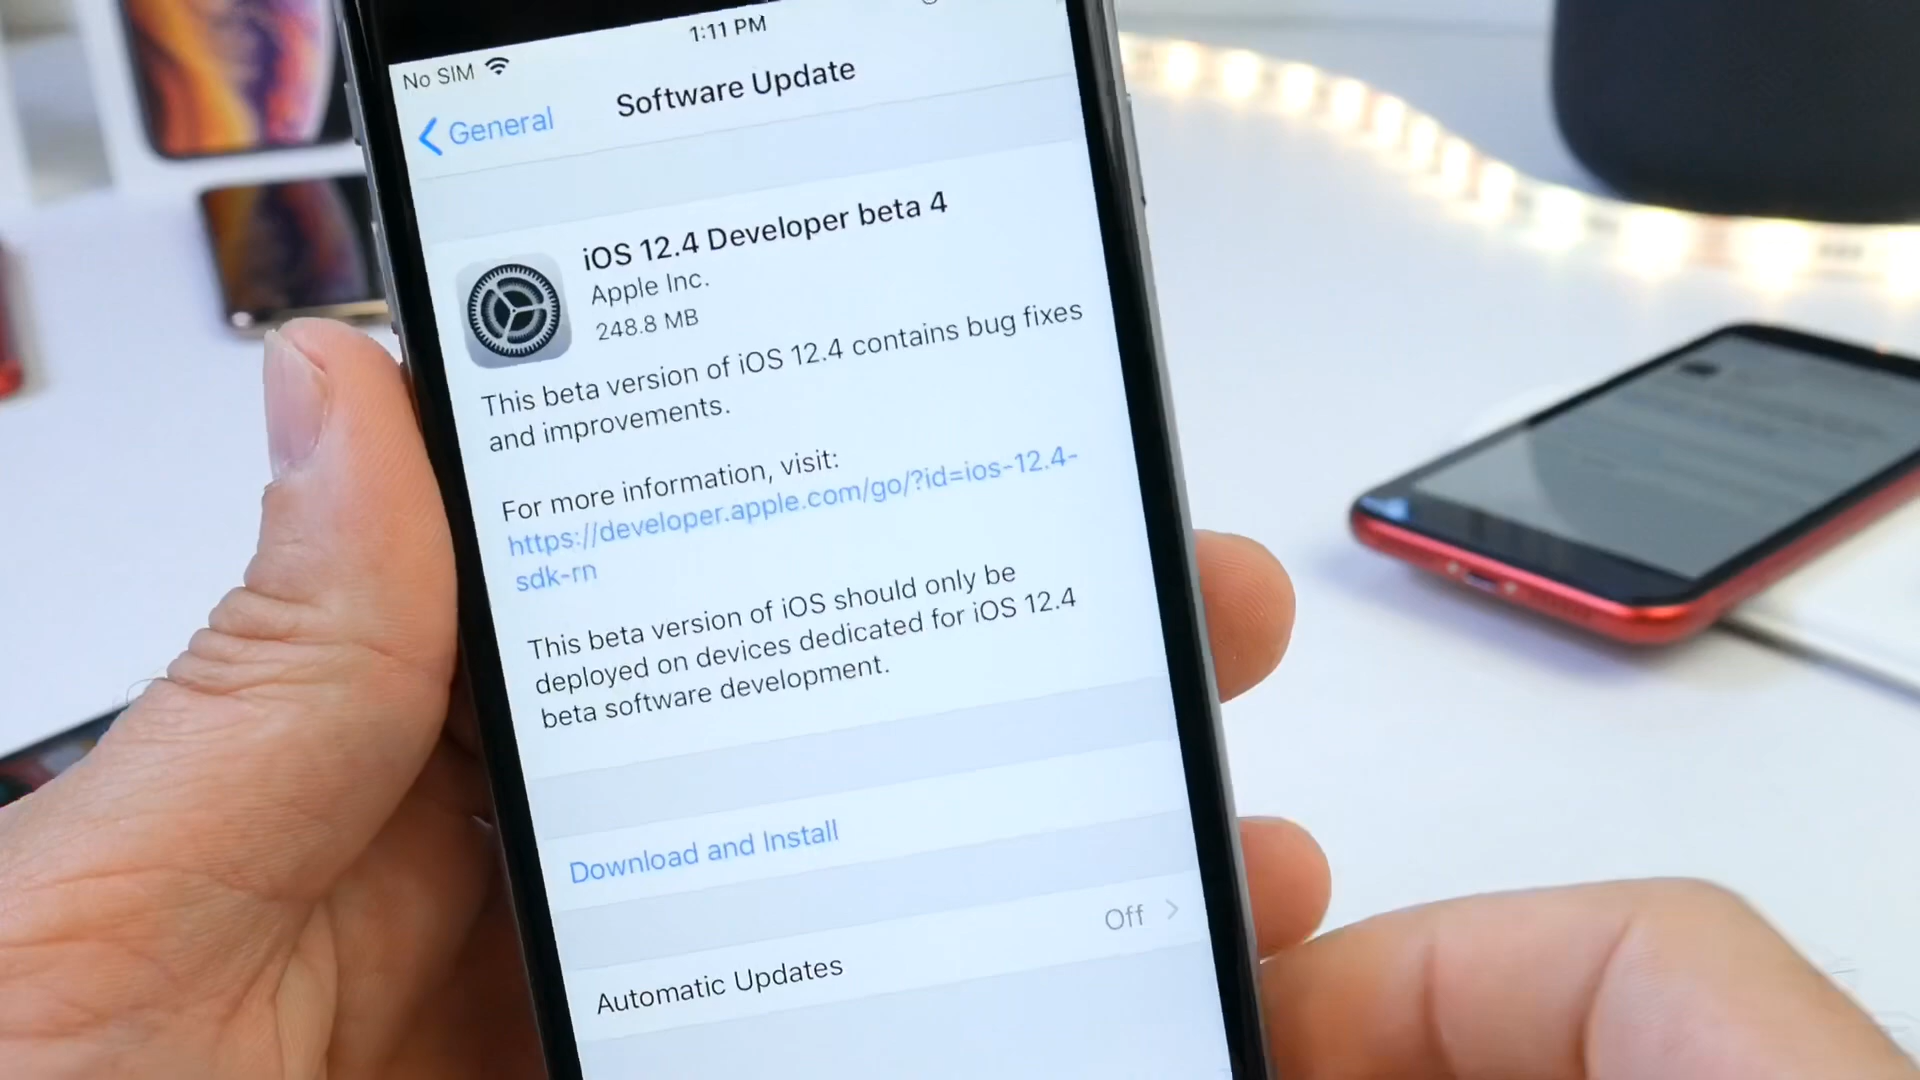 1:11 PM
No SIM
General
Software Update
iOS 12.4 Developer beta 4
Apple Inc.
248.8 MB
This beta version of iOS 12.4 contains bug fixes
and improvements.
For more information, visit:
https://developer.apple.com/go/?id=ios-12.4-
sdk-rn
This beta version of iOS should only be
deployed on devices dedicated for iOS 12.4
beta software development.
Download and Install
Automatic Updates Off